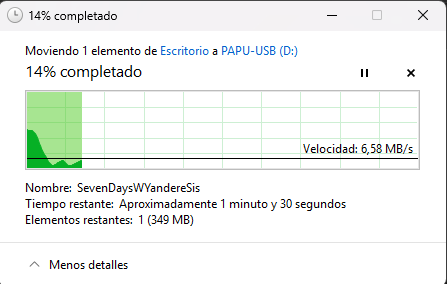 14% completado
Moviendo 1 elemento de Escritorio a PAPU-USB (D:)
14% completado
Velocidad: 6,58 MB/s
Nombre: SevenDaysWYandereSis
Tiempo restante: Aproximadamente 1 minuto y 30 segundos
Elementos restantes: 1 (349 MB)
Menos detalles